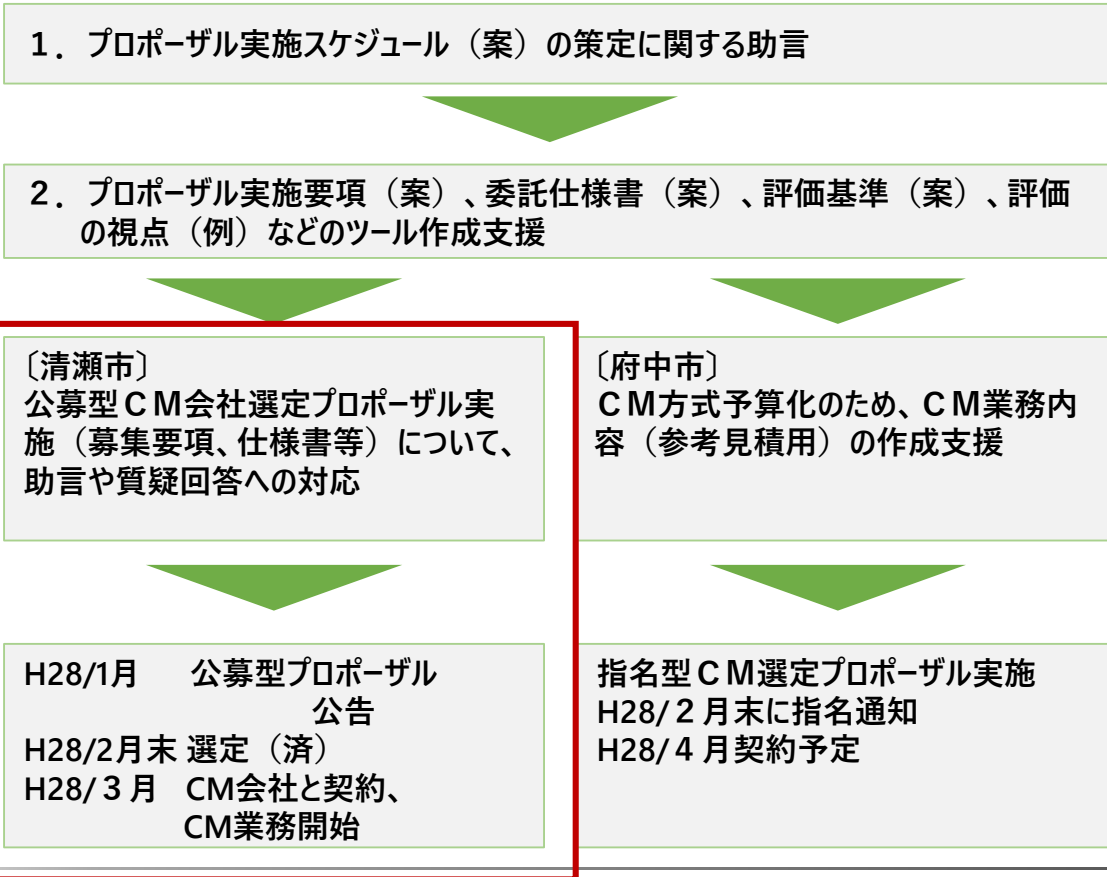 １．プロポーザル実施スケジュール（案）の策定に関する助言
２．プロポーザル実施要項（案）、委託仕様書（案）、評価基準（案）、評価
の視点（例）などのツール作成支援
〔清瀬市〕
公募型ＣＭ会社選定プロポーザル実
施（募集要項、仕様書等）について、
助言や質疑回答への対応
〔府中市〕
ＣＭ方式予算化のため、ＣＭ業務内
容（参考見積用）の作成支援
H28/1月　公募型プロポーザル
公告
H28/2月末 選定（済）
H28/３月　CM会社と契約、
CM業務開始
指名型ＣＭ選定プロポーザル実施
H28/２月末に指名通知
H28/４月契約予定